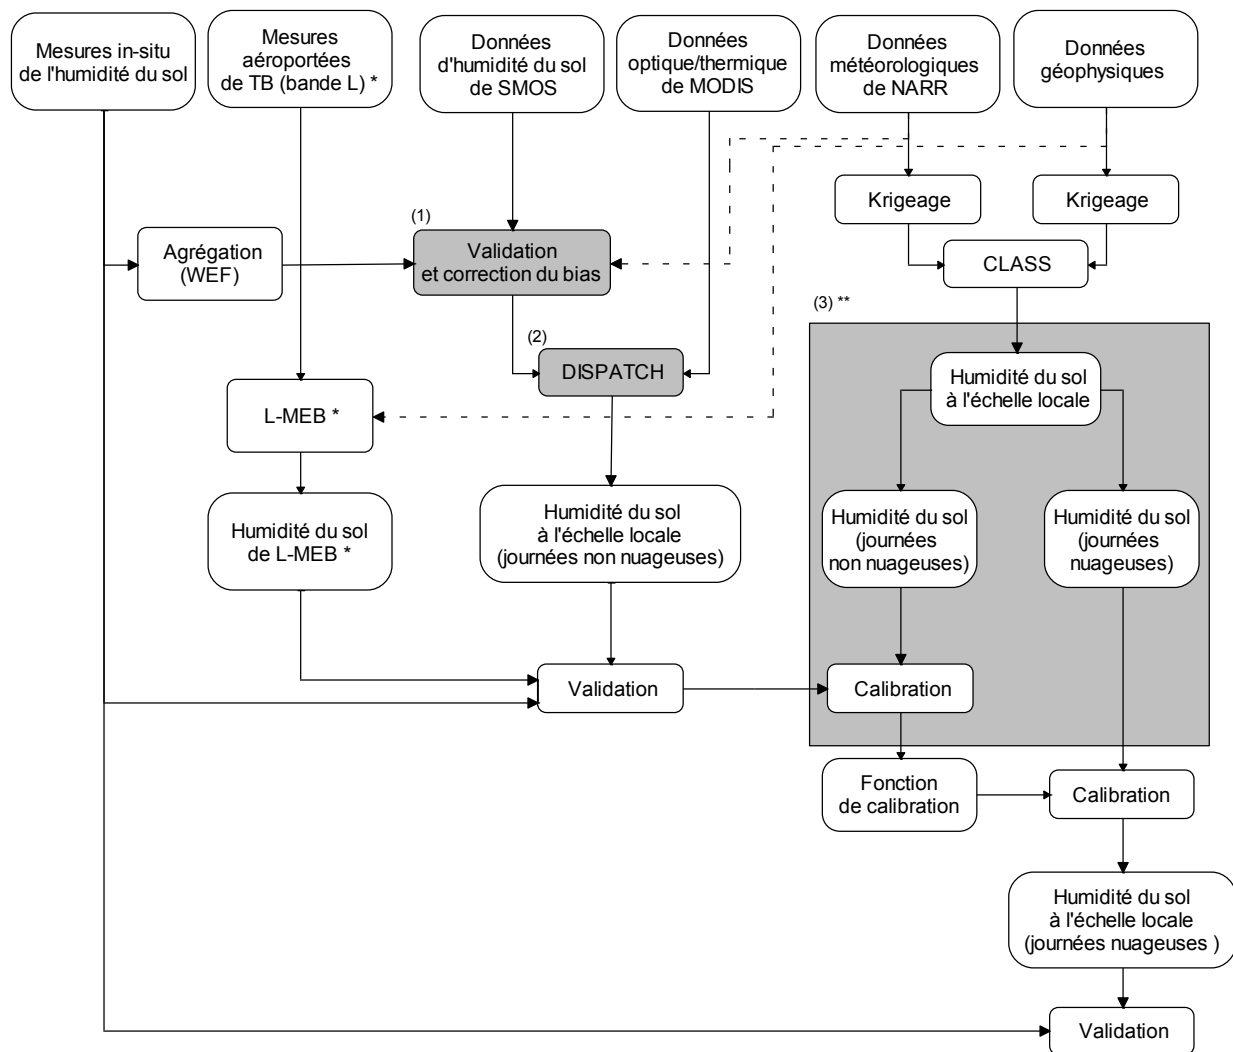 Mesures in-situ
de l'humidité du sol
Mesures
aéroportées
de TB (bande L) *
Données
d'humidité du sol
de SMOS
Données
optique/thermique
de MODIS
Données
météorologiques
de NARR
Données
géophysiques
Krigeage
Krigeage
(1)
Agrégation
(WEF)
Validation
et correction du bias
CLASS
(3) **
(2)
DISPATCH
Humidité du sol
à l'échelle locale
L-MEB *
Humidité du sol
de L-MEB *
Humidité du sol
à l'échelle locale
(journées non nuageuses)
Humidité du sol
(journées
non nuageuses)
Humidité du sol
(journées
nuageuses)
Validation
Calibration
Fonction
de calibration
Calibration
Humidité du sol
à l'échelle locale
(journées nuageuses )
Validation